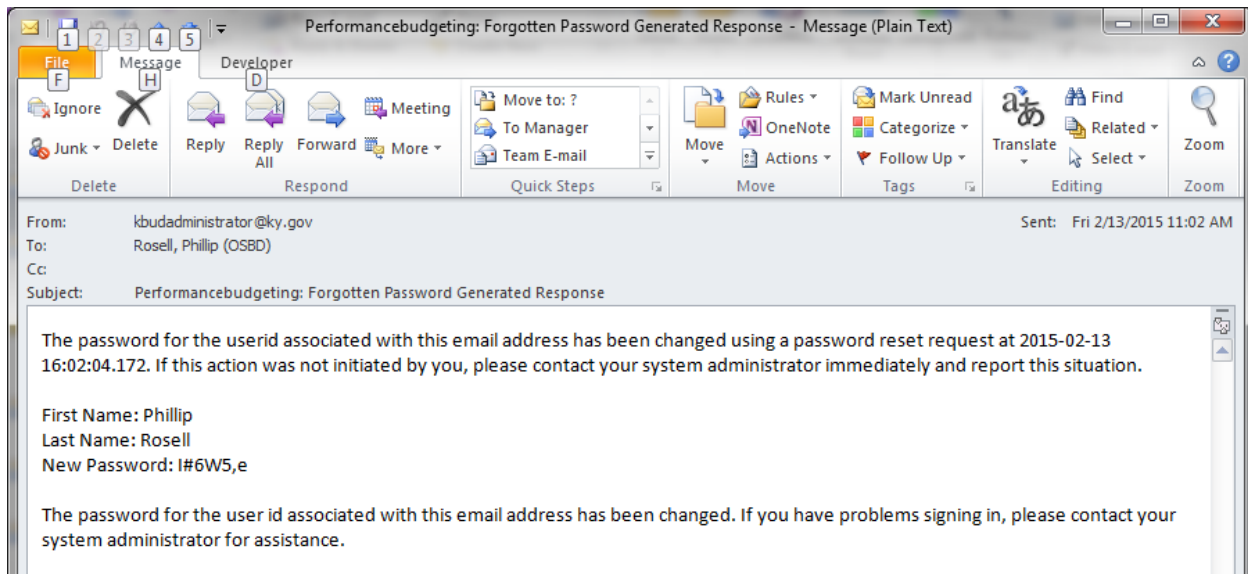 Performancebudgeting: Forgotten Password Generated Response - Message (Plain Text)
1 2 3 4 5
File Message Developer
F H D
Ignore
Junk
Delete
Reply
Reply All
Forward
Meeting
More
Move to: ?
To Manager
Team E-mail
Move
Rules
OneNote
Actions
Mark Unread
Categorize
Follow Up
Translate
Find
Related
Select
Zoom
Delete Respond Quick Steps Move Tags Editing Zoom
From: kbudadministrator@ky.gov Sent: Fri 2/13/2015 11:02 AM
To: Rosell, Phillip (OSBD)
Cc:
Subject: Performancebudgeting: Forgotten Password Generated Response
The password for the userid associated with this email address has been changed using a password reset request at 2015-02-13
16:02:04.172. If this action was not initiated by you, please contact your system administrator immediately and report this situation.
First Name: Phillip
Last Name: Rosell
New Password: I#6W5,e
The password for the user id associated with this email address has been changed. If you have problems signing in, please contact your
system administrator for assistance.